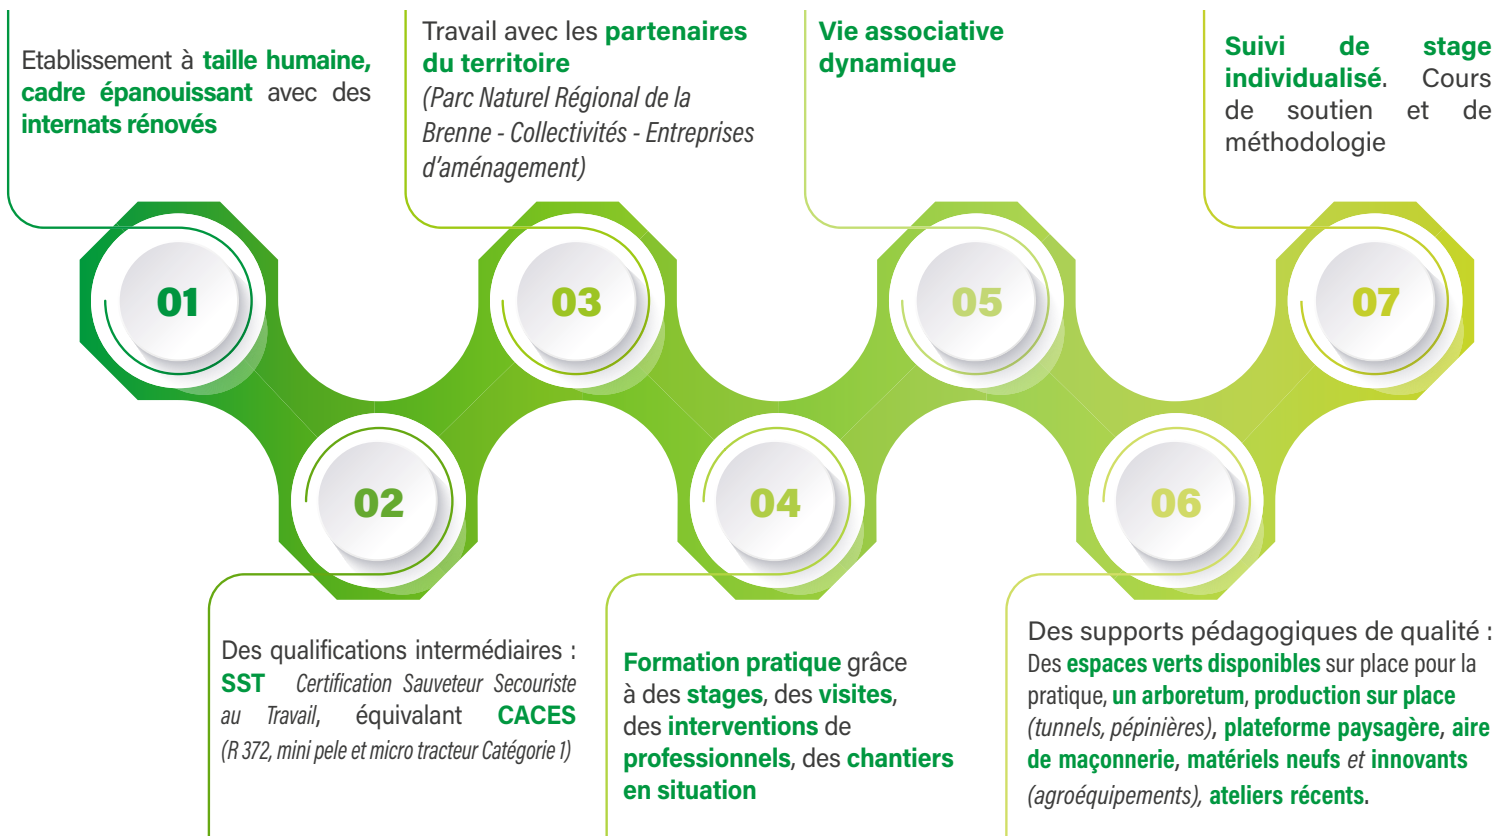 Etablissement à taille humaine,
cadre épanouissant avec des
internats rénovés
01
Des qualifications intermédiaires :
SST Certification Sauveteur Secouriste
au Travail, équivalant CACES
(R 372, mini pele et micro tracteur Catégorie 1)
02
Travail avec les partenaires
du territoire
(Parc Naturel Régional de la
Brenne - Collectivités - Entreprises
d'aménagement)
03
Formation pratique grâce
à des stages, des visites,
des interventions de
professionnels, des chantiers
en situation
04
Vie associative
dynamique
05
Des supports pédagogiques de qualité :
Des espaces verts disponibles sur place pour la
pratique, un arboretum, production sur place
(tunnels, pépinières), plateforme paysagère, aire
de maçonnerie, matériels neufs et innovants
(agroéquipements), ateliers récents.
06
Suivi de stage
individualisé. Cours
de soutien et de
méthodologie
07